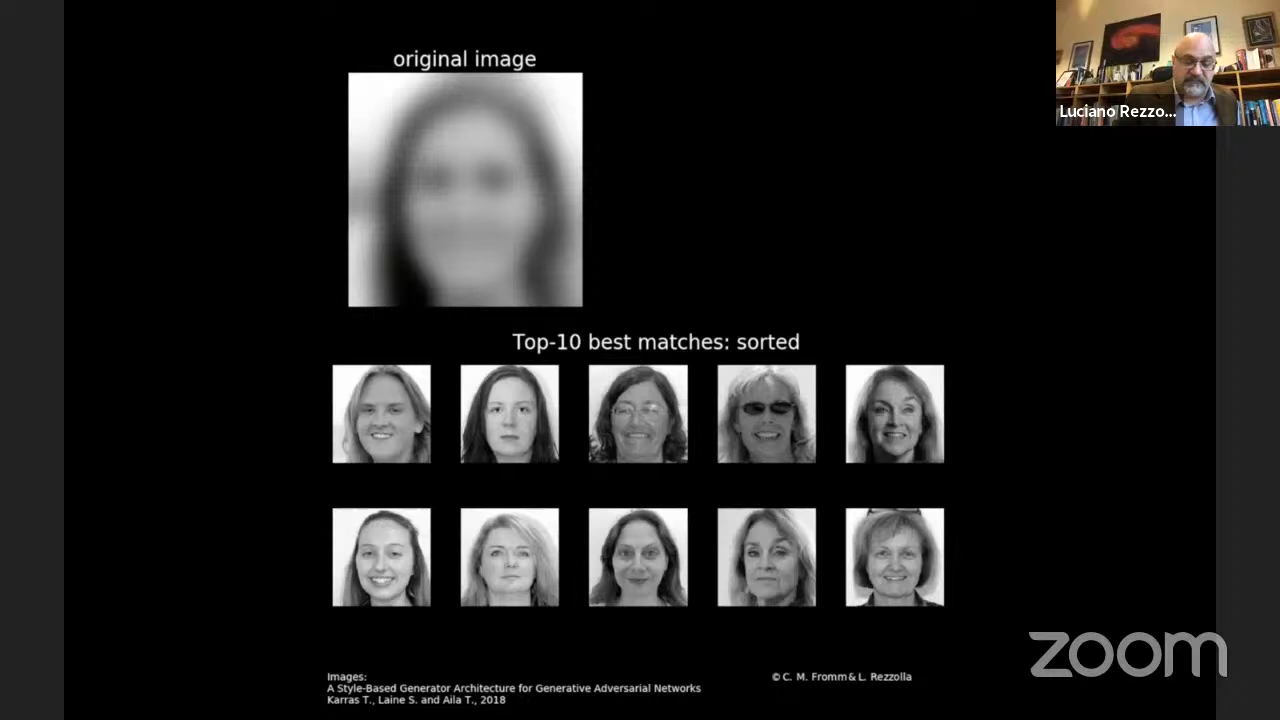 original image
Luciano Rezzo...
Top-10 best matches: sorted
Images:
A Style-Based Generator Architecture for Generative Adversarial Networks
Karras T., Laine S. and Aila T., 2018
© C. M. Fromm & L. Rezzolla
zoom